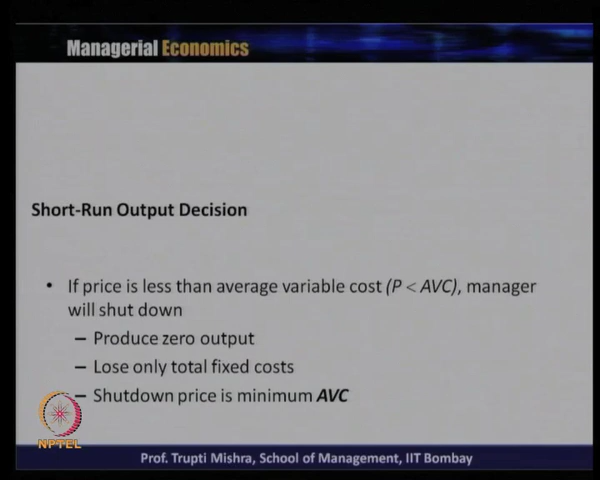 Managerial Economics
Short-Run Output Decision
• If price is less than average variable cost (P < AVC), manager
will shut down
– Produce zero output
– Lose only total fixed costs
– Shutdown price is minimum AVC
NPTEL
Prof. Trupti Mishra, School of Management, IIT Bombay